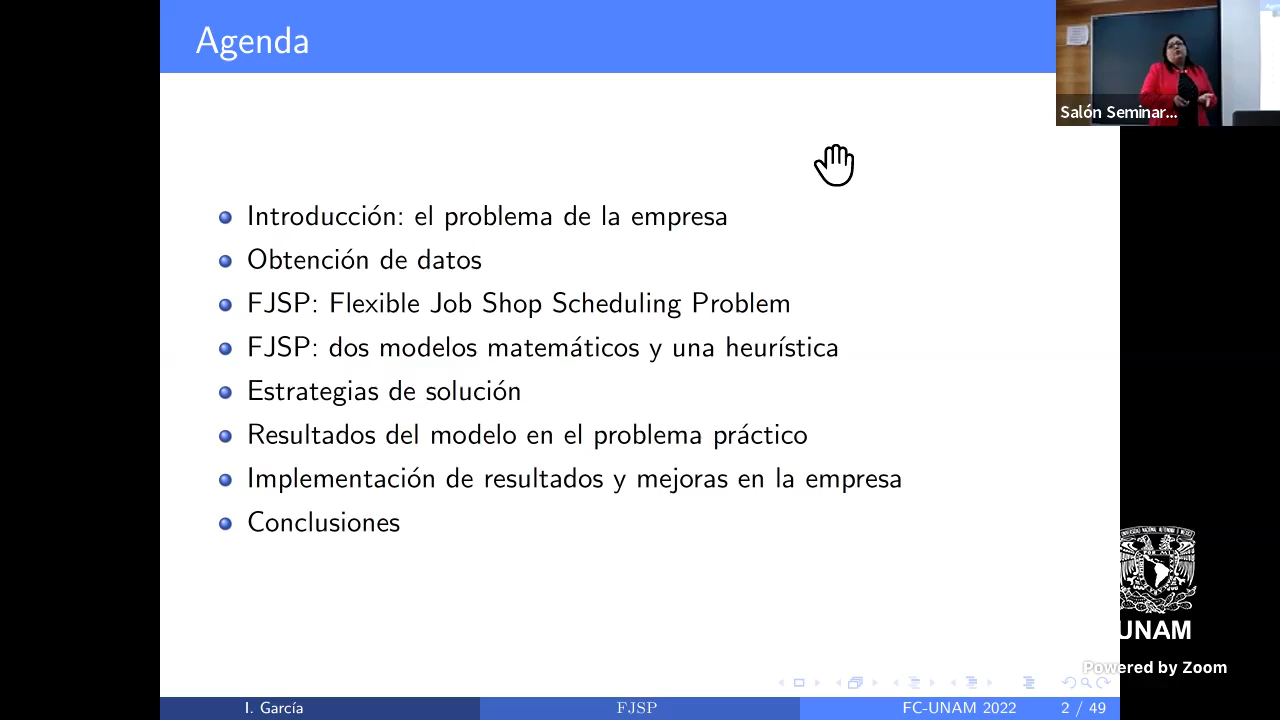 Agenda
Salón Seminar...
Introducción: el problema de la empresa
Obtención de datos
FJSP: Flexible Job Shop Scheduling Problem
FJSP: dos modelos matemáticos y una heurística
Estrategias de solución
Resultados del modelo en el problema práctico
Implementación de resultados y mejoras en la empresa
Conclusiones
UNAM
Powered by Zoom
I. García
FJSP
FC-UNAM 2022
2 / 49